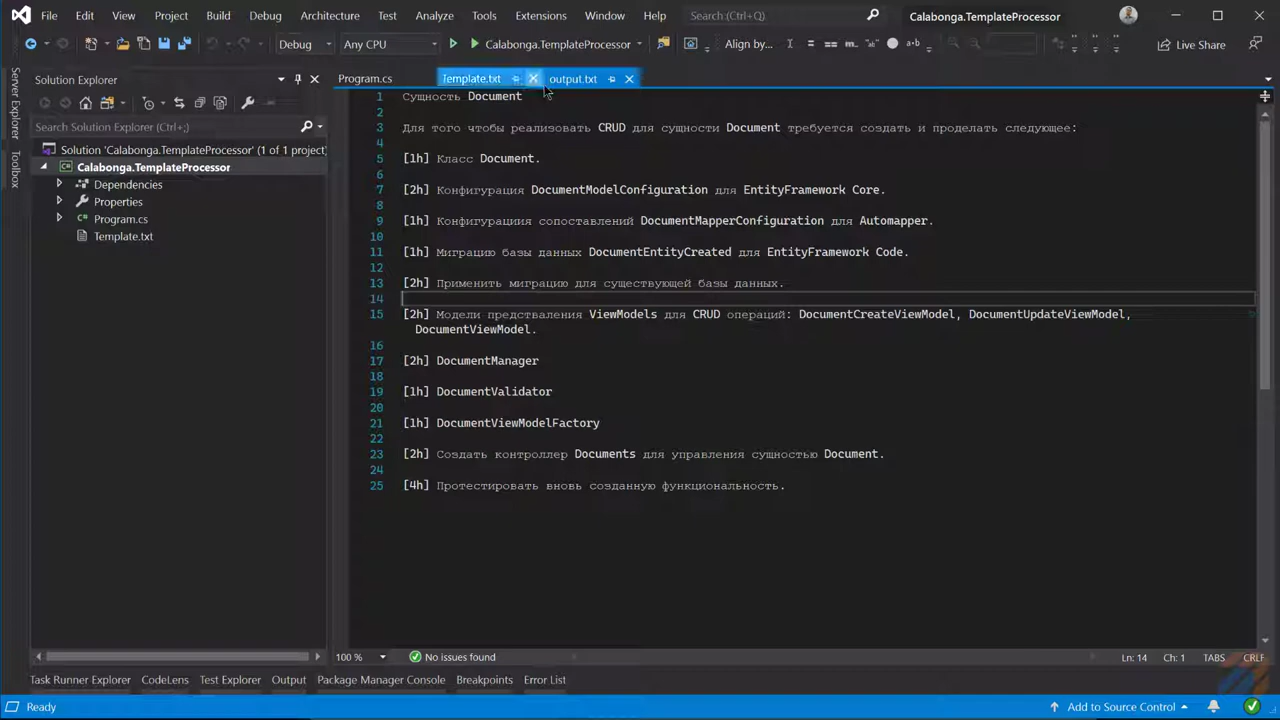 File Edit View Project Build Debug Architecture Test Analyze Tools Extensions Window Help Search (Ctrl+Q) Calabonga.TemplateProcessor
Debug Any CPU Calabonga.TemplateProcessor Align by... Live Share
Server Explorer
Toolbox
Solution Explorer
Search Solution Explorer (Ctrl+;)
Solution 'Calabonga.TemplateProcessor' (1 of 1 project)
Calabonga.TemplateProcessor
Dependencies
Properties
Program.cs
Template.txt
Program.cs Template.txt output.txt
1 Сущность Document
2
3 Для того чтобы реализовать CRUD для сущности Document требуется создать и проделать следующее:
4
5 [1h] Класс Document.
6
7 [2h] Конфигурация DocumentModelConfiguration для EntityFramework Core.
8
9 [1h] Конфигурациия сопоставлений DocumentMapperConfiguration для Automapper.
10
11 [1h] Миграцию базы данных DocumentEntityCreated для EntityFramework Code.
12
13 [2h] Применить миграцию для существующей базы данных.
14
15 [2h] Модели предстваления ViewModels для CRUD операций: DocumentCreateViewModel, DocumentUpdateViewModel,
DocumentViewModel.
16
17 [2h] DocumentManager
18
19 [1h] DocumentValidator
20
21 [1h] DocumentViewModelFactory
22
23 [2h] Создать контроллер Documents для управления сущностью Document.
24
25 [4h] Протестировать вновь созданную функциональность.
100 % No issues found Ln: 14 Ch: 1 TABS CRLF
Task Runner Explorer CodeLens Test Explorer Output Package Manager Console Breakpoints Error List
Ready Add to Source Control